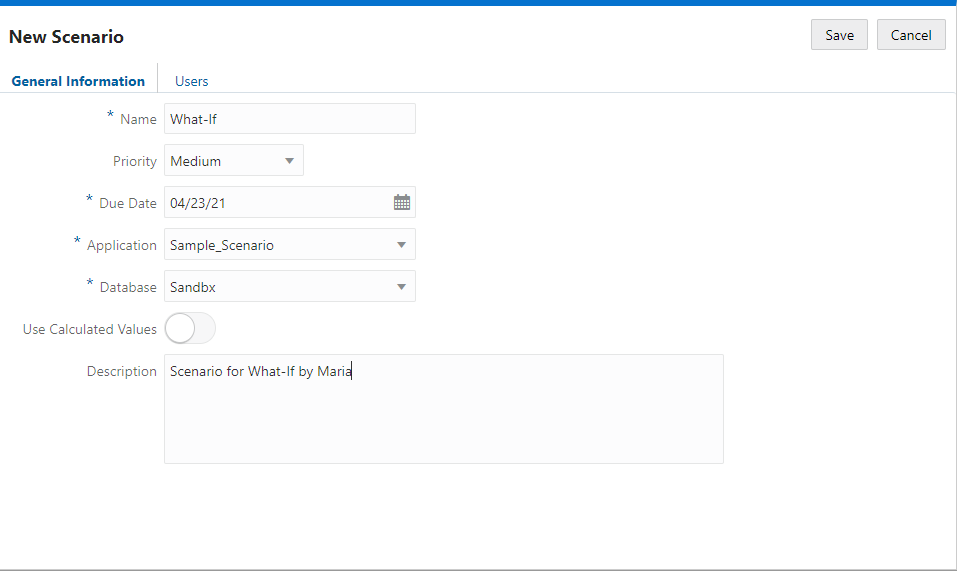 New Scenario
Save
Cancel
General Information
Users
* Name
What-If
Priority
Medium
* Due Date
04/23/21
* Application
Sample_Scenario
* Database
Sandbx
Use Calculated Values
Description
Scenario for What-If by Maria